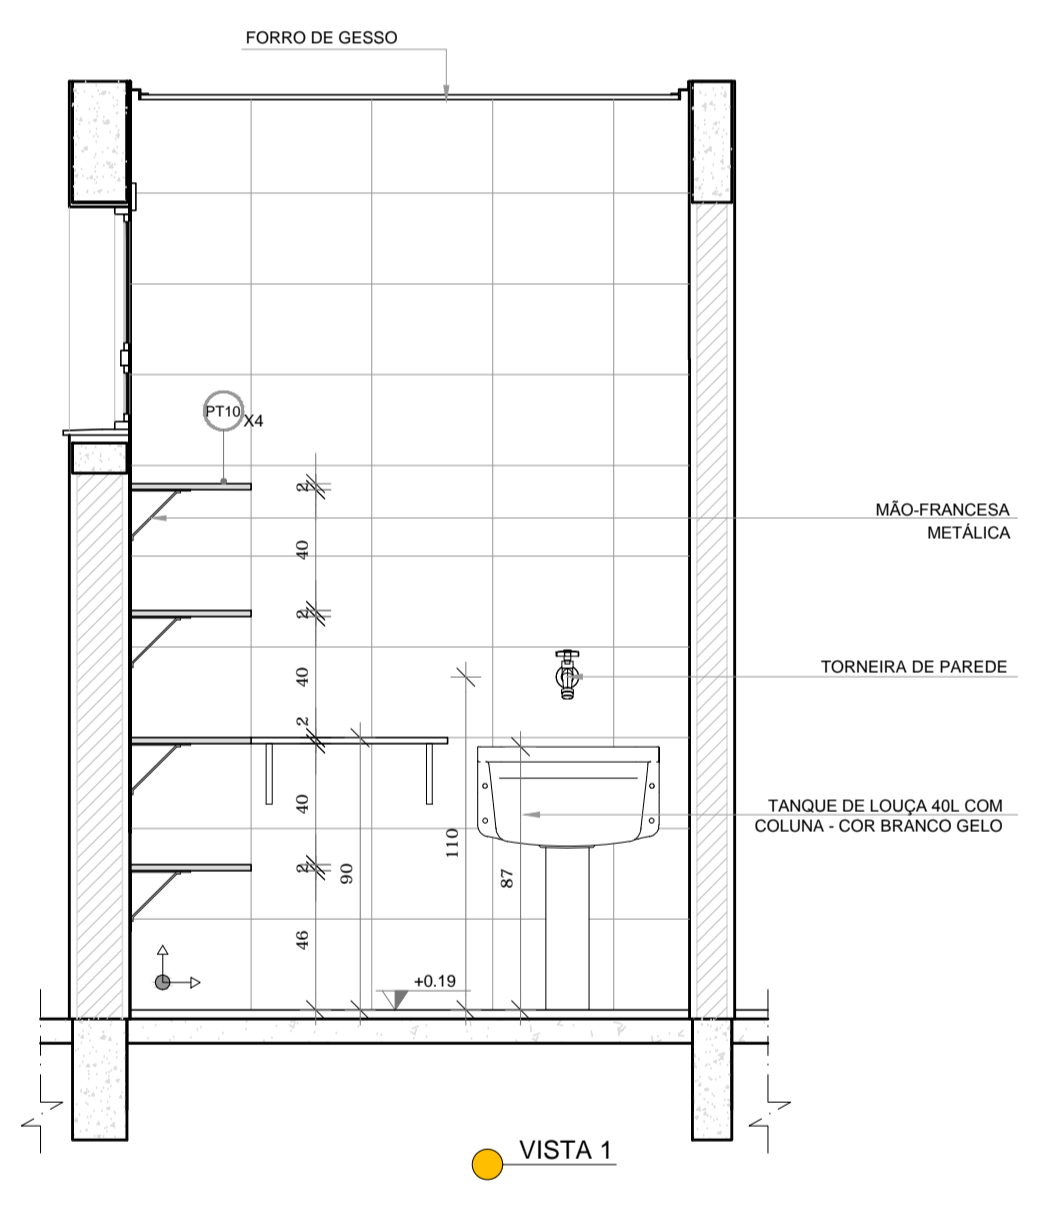 FORRO DE GESSO
PT10
X4
MÃO-FRANCESA
METÁLICA
2
40
2
40
2
40
2
46
TORNEIRA DE PAREDE
TANQUE DE LOUÇA 40L COM
COLUNA - COR BRANCO GELO
90
110
87
+0.19
VISTA 1